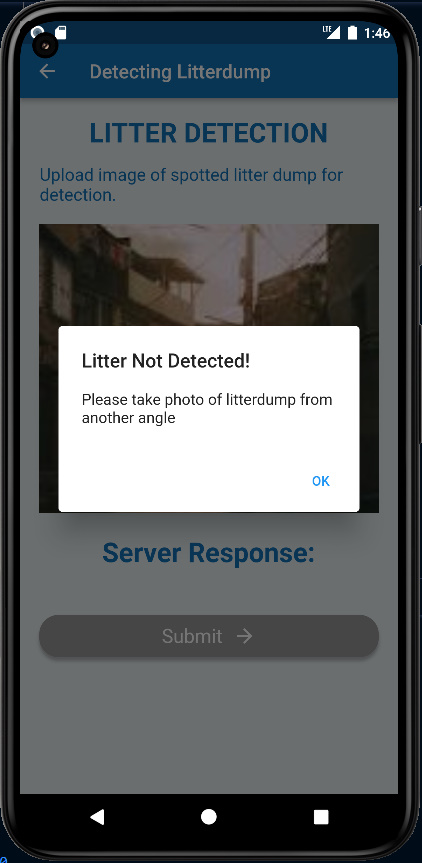 LTE 1:46
Detecting Litterdump
LITTER DETECTION
Upload image of spotted litter dump for
detection.
Litter Not Detected!
Please take photo of litterdump from
another angle
OK
Server Response:
Submit